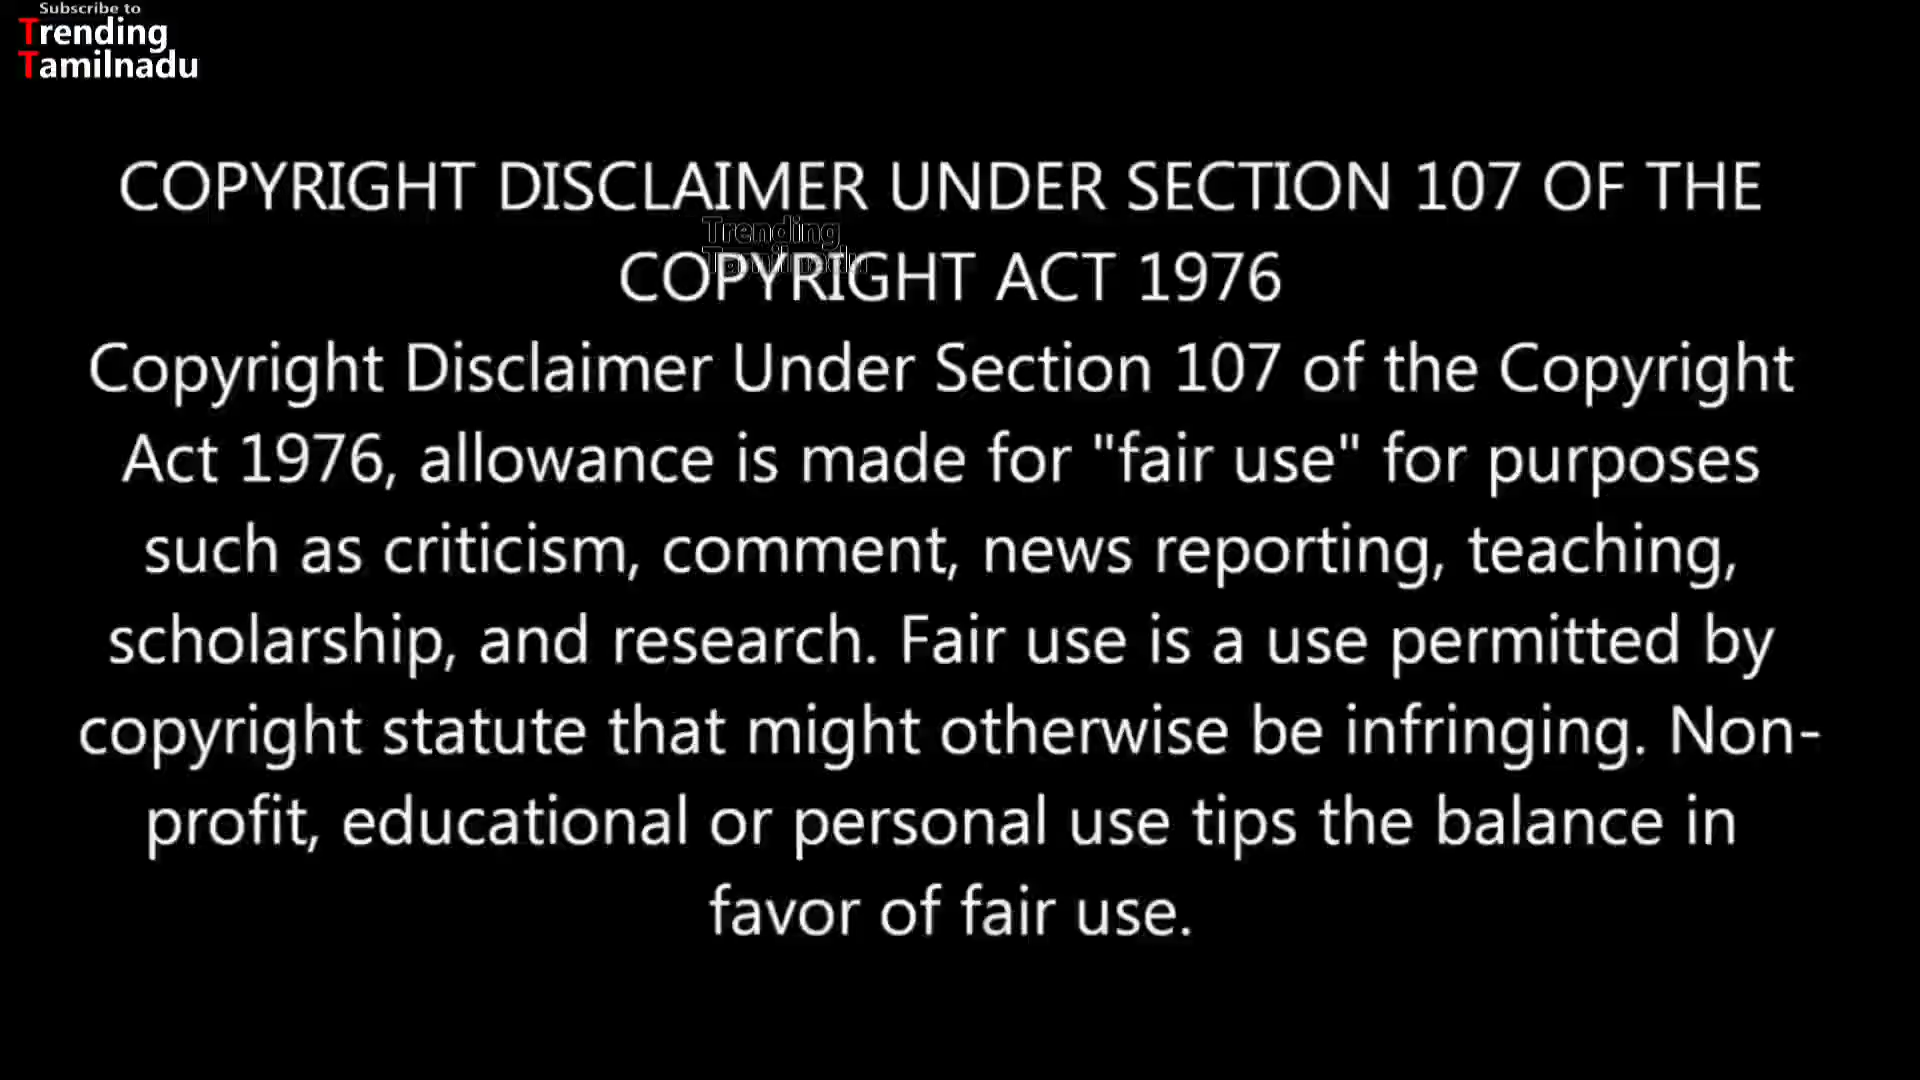 Subscribe to
Trending
Tamilnadu
COPYRIGHT DISCLAIMER UNDER SECTION 107 OF THE
Trending
Tamilnadu
COPYRIGHT ACT 1976
Copyright Disclaimer Under Section 107 of the Copyright
Act 1976, allowance is made for "fair use" for purposes
such as criticism, comment, news reporting, teaching,
scholarship, and research. Fair use is a use permitted by
copyright statute that might otherwise be infringing. Non-
profit, educational or personal use tips the balance in
favor of fair use.